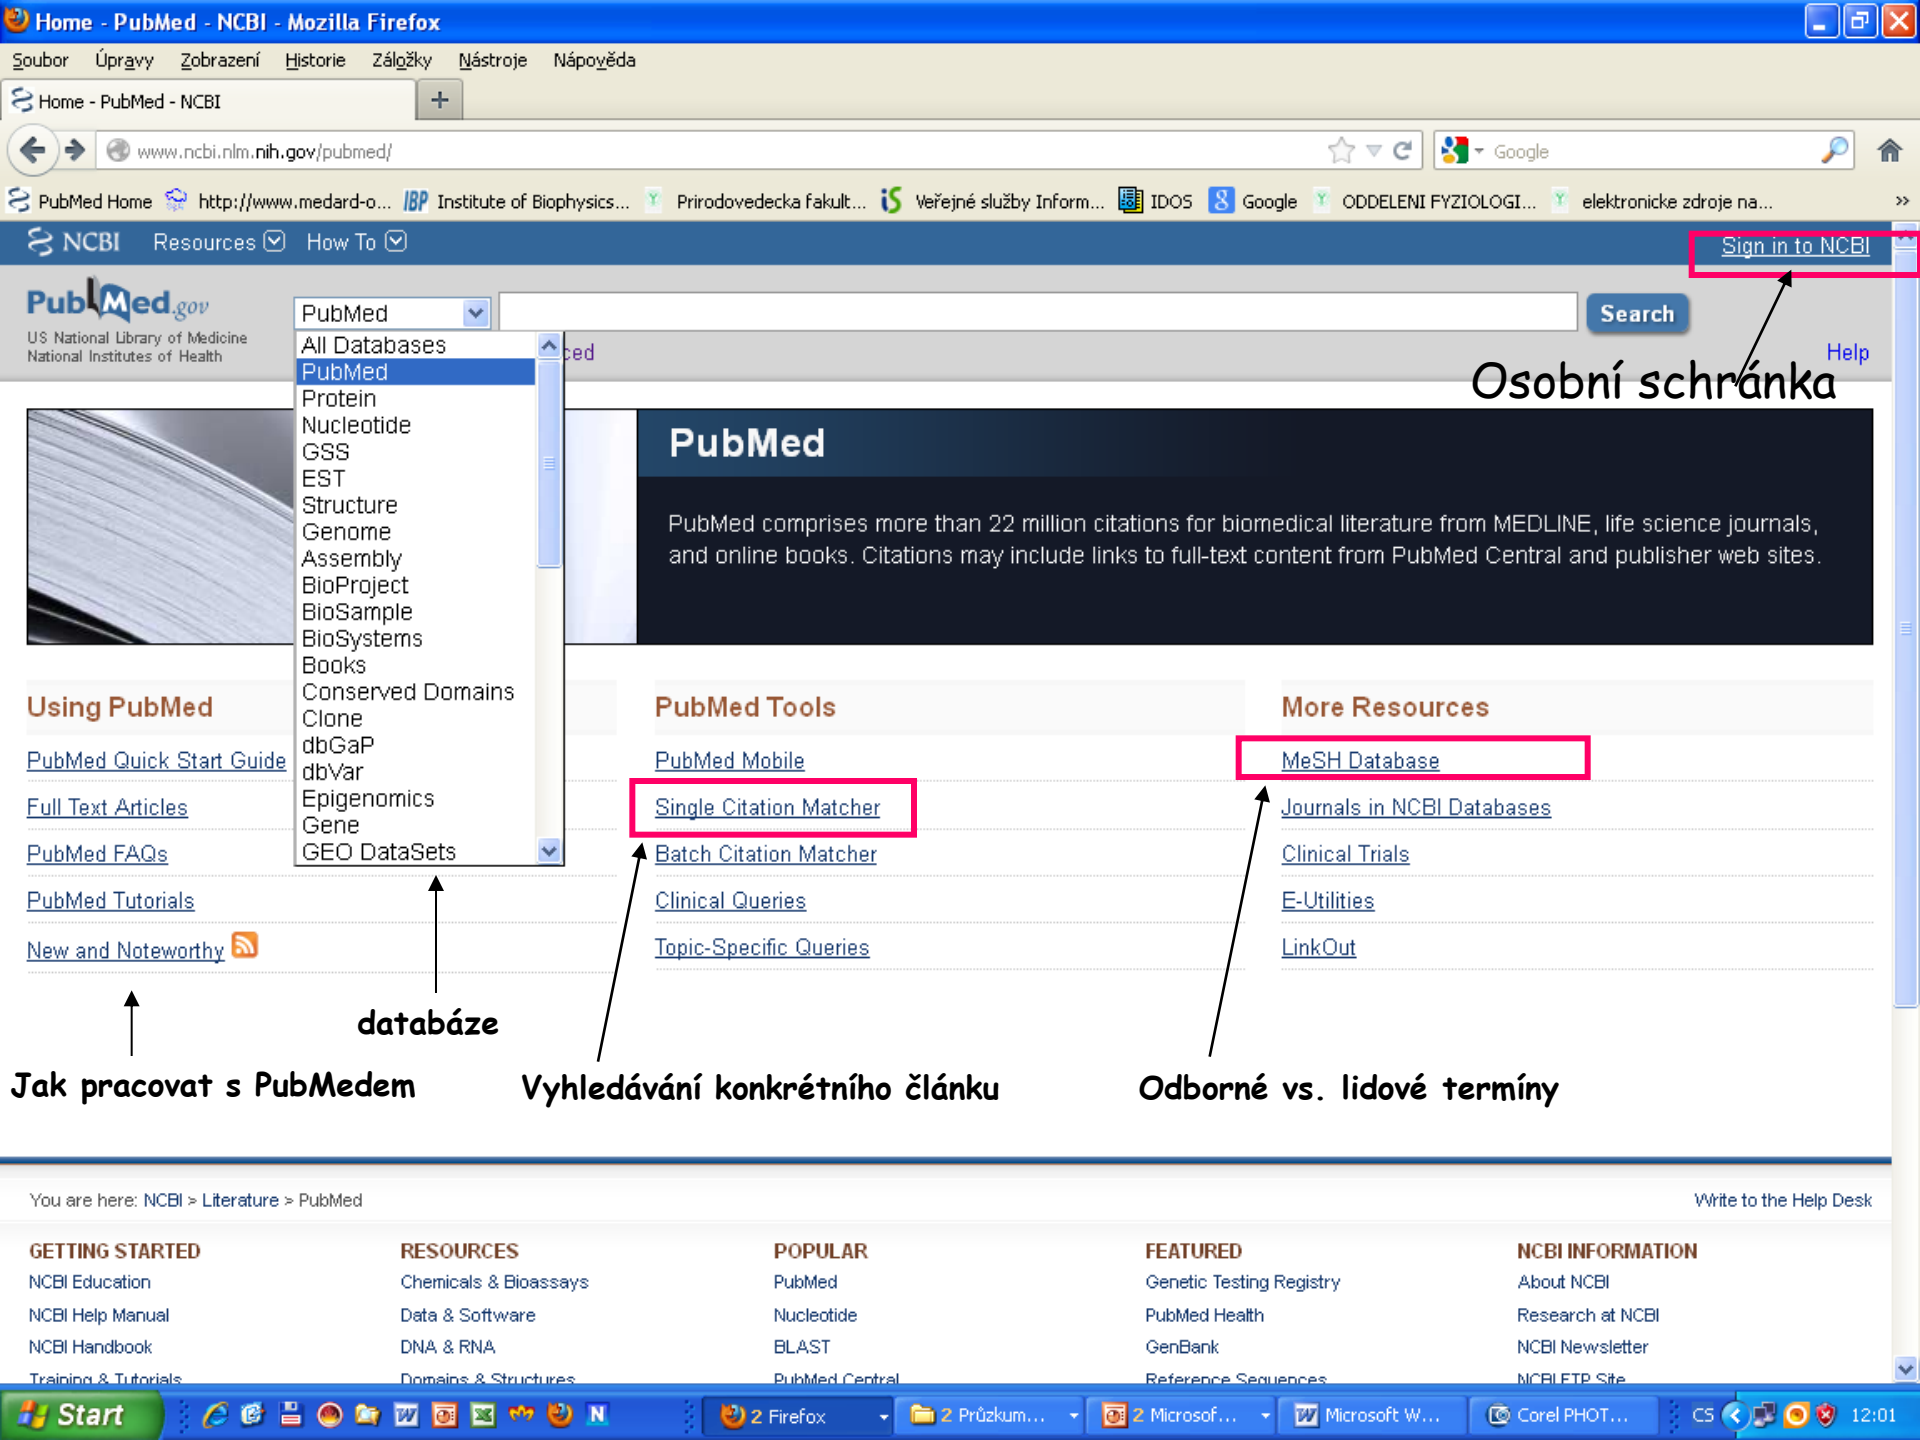 Home - PubMed - NCBI - Mozilla Firefox
Soubor Úpravy Zobrazení Historie Záložky Nástroje Nápověda
Home - PubMed - NCBI
www.ncbi.nlm.nih.gov/pubmed/
Google
PubMed Home http://www.medard-o... IBP Institute of Biophysics... Prirodovedecka fakult... Veřejné služby Inform... IDOS Google ODDELENI FYZIOLOGI... elektronicke zdroje na... »
NCBI Resources How To
Sign in to NCBI
PubMed.gov
US National Library of Medicine
National Institutes of Health
PubMed
Search
Help
Osobní schránka
All Databases
PubMed
Protein
Nucleotide
GSS
EST
Structure
Genome
Assembly
BioProject
BioSample
BioSystems
Books
Conserved Domains
Clone
dbGaP
dbVar
Epigenomics
Gene
GEO DataSets
PubMed
PubMed comprises more than 22 million citations for biomedical literature from MEDLINE, life science journals,
and online books. Citations may include links to full-text content from PubMed Central and publisher web sites.
Using PubMed
PubMed Quick Start Guide
Full Text Articles
PubMed FAQs
PubMed Tutorials
New and Noteworthy
PubMed Tools
PubMed Mobile
Single Citation Matcher
Batch Citation Matcher
Clinical Queries
Topic-Specific Queries
More Resources
MeSH Database
Journals in NCBI Databases
Clinical Trials
E-Utilities
LinkOut
databáze
Jak pracovat s PubMedem
Vyhledávání konkrétního článku
Odborné vs. lidové termíny
You are here: NCBI > Literature > PubMed
Write to the Help Desk
GETTING STARTED
NCBI Education
NCBI Help Manual
NCBI Handbook
Training & Tutorials
RESOURCES
Chemicals & Bioassays
Data & Software
DNA & RNA
Domains & Structures
POPULAR
PubMed
Nucleotide
BLAST
PubMed Central
FEATURED
Genetic Testing Registry
PubMed Health
GenBank
Reference Sequences
NCBI INFORMATION
About NCBI
Research at NCBI
NCBI Newsletter
NCBI FTP Site
Start
2 Firefox
2 Průzkum...
2 Microsof...
Microsoft W...
Corel PHOT...
CS
12:01